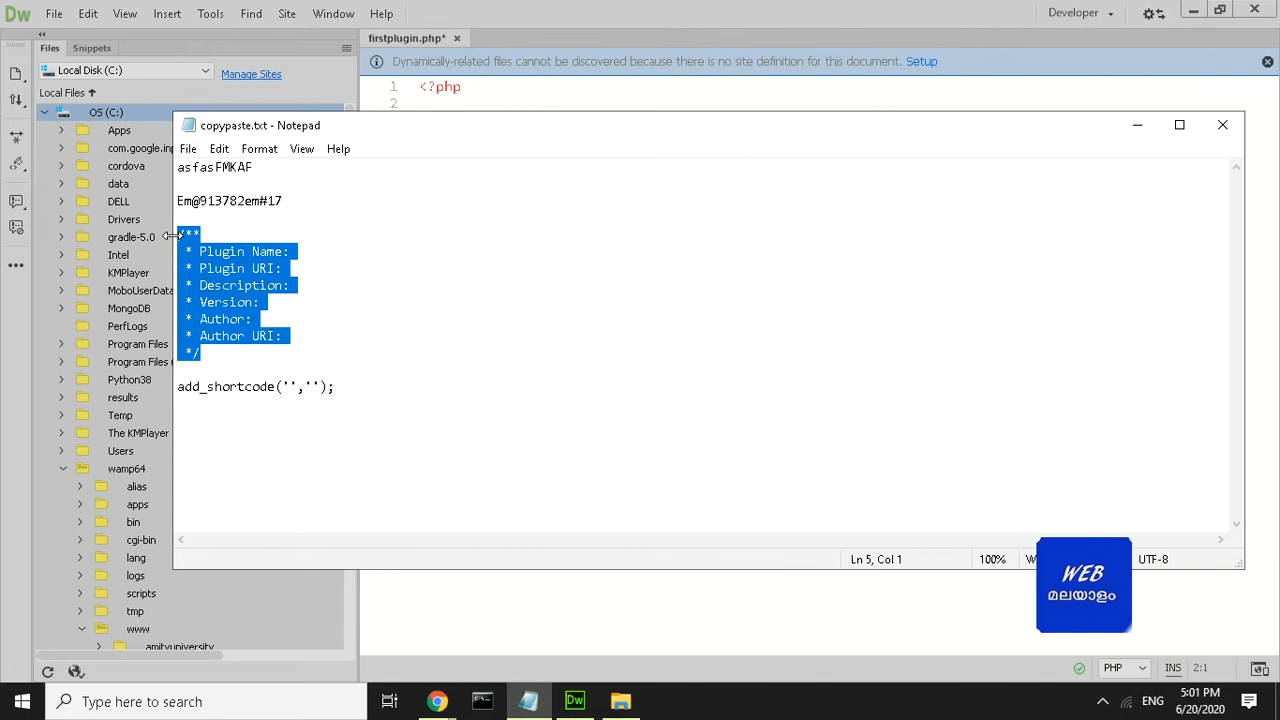 Dw File Edit View Insert Tools Find Site Window Help Developer
Files Snippets firstplugin.php*
Local Disk (C:) Manage Sites Dynamically-related files cannot be discovered because there is no site definition for this document. Setup
Local Files
1 <?php
2
OS (C:)
Apps
cordova
data
DELL
Drivers
gradle-5.0
Intel
KMPlayer
MoboUserData
MongoDB
PerfLogs
Program Files
Program Files
Python38
results
Temp
The KMPlayer
Users
wamp64
alias
apps
bin
cgi-bin
lang
logs
scripts
tmp
www
amityuniversity
copypaste.txt - Notepad
File Edit Format View Help
asfasFMKAF
Em@913782em#17
/**
* Plugin Name:
* Plugin URI:
* Description:
* Version:
* Author:
* Author URI:
*/
add_shortcode('','');
Ln 5, Col 1 100% UTF-8
WEB
മലയാളം
PHP INS 2:1
Type here to search
Dw
ENG
5:01 PM
6/20/2020